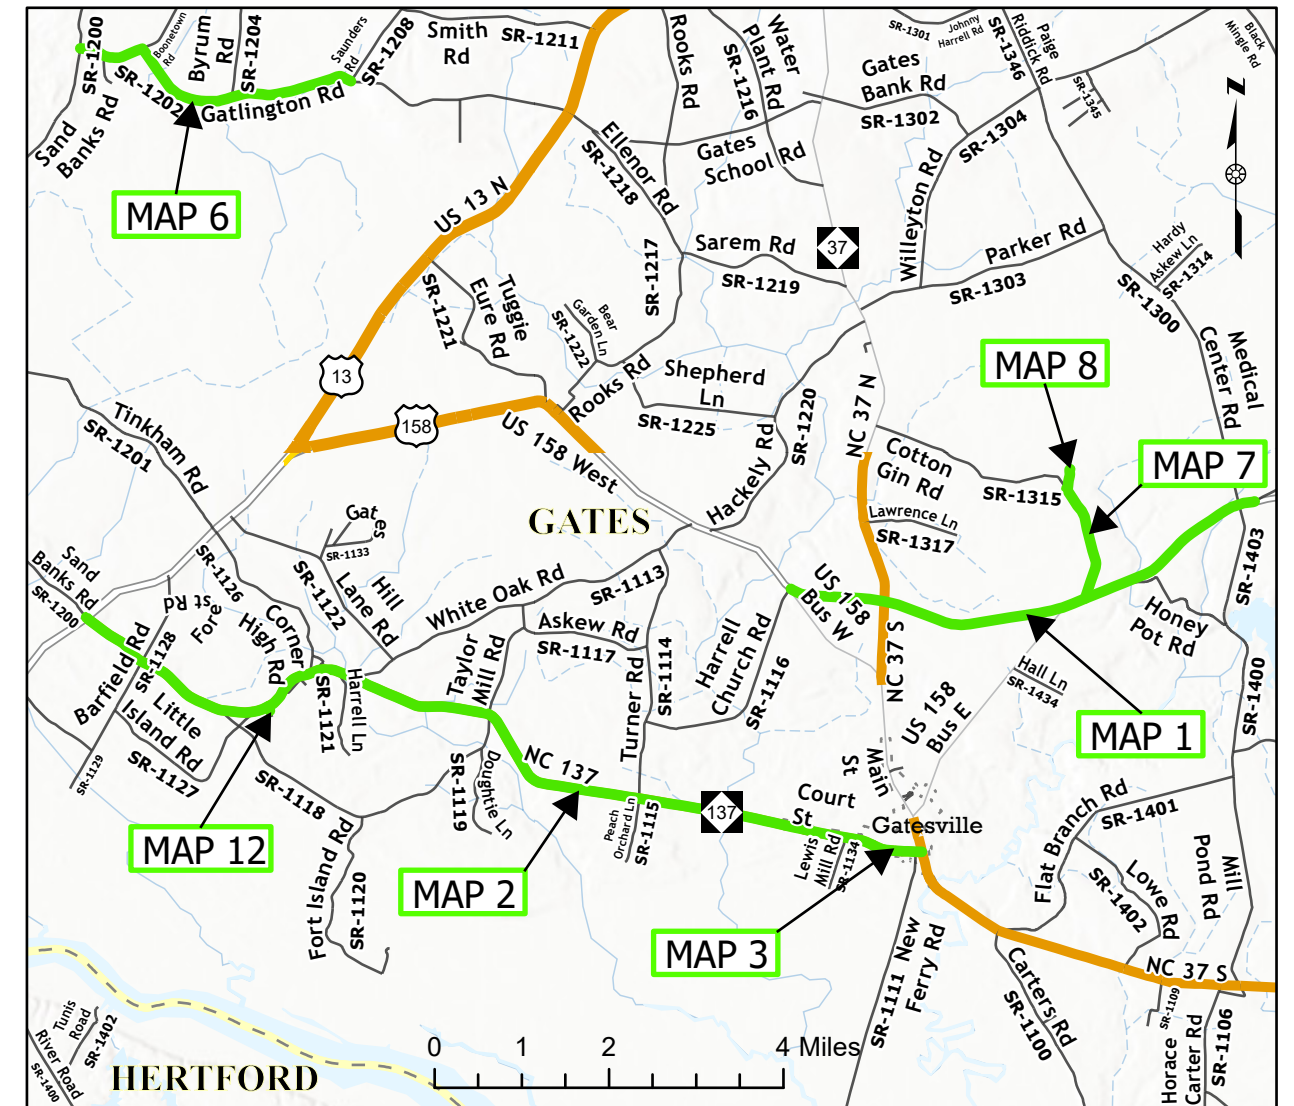 SR-1200
Boonetown
Rd
Byrum
Rd
SR-1204
Saunders
Rd
SR-1208
Smith
Rd
SR-1211
SR-1202
Gatlington Rd
Sand
Banks Rd
MAP 6
US 13 N
Rooks Rd
SR-1216
Water
Plant Rd
SR-1301
Johnny
Harrell Rd
SR-1346
Paige
Riddick Rd
Black
Mingle Rd
Gates
Bank Rd
SR-1302
SR-1304
SR-1345
Z
Ellenor Rd
SR-1218
Gates
School Rd
Willeyton Rd
SR-1217
Sarem Rd
SR-1219
37
Parker Rd
SR-1303
Hardy
Askew Ln
SR-1314
SR-1300
SR-1221
Tuggie
Eure Rd
Bear
Garden Ln
SR-1222
Rooks Rd
Shepherd
Ln
SR-1225
SR-1220
Hackely Rd
NC 37 N
MAP 8
Medical
Center Rd
13
158
US 158 West
Tinkham Rd
SR-1201
Cotton
Gin Rd
SR-1315
MAP 7
Lawrence Ln
SR-1317
GATES
Gates
SR-1133
Hill
Lane Rd
SR-1122
SR-1126
Corner
High Rd
Sand
Banks Rd
SR-1200
Forest Rd
SR-1128
Barfield Rd
White Oak Rd
SR-1113
Askew Rd
SR-1117
Taylor
Mill Rd
Turner Rd
SR-1114
Harrell
Church Rd
SR-1116
US 158
Bus W
NC 37 S
SR-1403
Honey
Pot Rd
Hall Ln
SR-1434
SR-1400
MAP 1
US 158
Bus E
Little
Island Rd
SR-1127
SR-1129
SR-1121
Harrell Ln
MAP 12
SR-1118
SR-1119
Doughtie Ln
NC 137
Peach
Orchard Ln
SR-1115
137
Main
St
Court
St
Gatesville
Lewis
Mill Rd
SR-1134
MAP 2
MAP 3
Fort Island Rd
SR-1120
Flat Branch Rd
SR-1401
Lowe Rd
SR-1402
Mill
Pond Rd
NC 37 S
SR-1111 New
Ferry Rd
Carters Rd
SR-1100
SR-1109
Horace
Carter Rd
SR-1106
Tunis
Road
SR-1402
River Road
SR-1400
HERTFORD
0 1 2 4 Miles